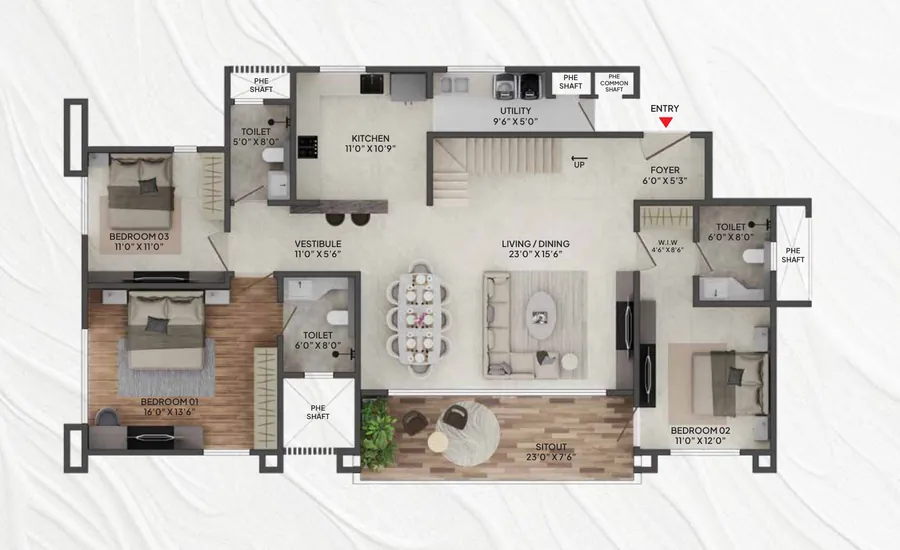 PHE
SHAFT
PHE
SHAFT
PHE
COMMON
SHAFT
ENTRY
UTILITY
9'6" X 5'0"
TOILET
5'0" X 8'0"
KITCHEN
11'0" X 10'9"
UP
FOYER
6'0" X 5'3"
BEDROOM 03
11'0" X 11'0"
VESTIBULE
11'0" X 5'6"
LIVING / DINING
23'0" X 15'6"
W.I.W
4'6" X 8'6"
TOILET
6'0" X 8'0"
PHE
SHAFT
TOILET
6'0" X 8'0"
BEDROOM 01
16'0" X 13'6"
PHE
SHAFT
SITOUT
23'0" X 7'6"
BEDROOM 02
11'0" X 12'0"